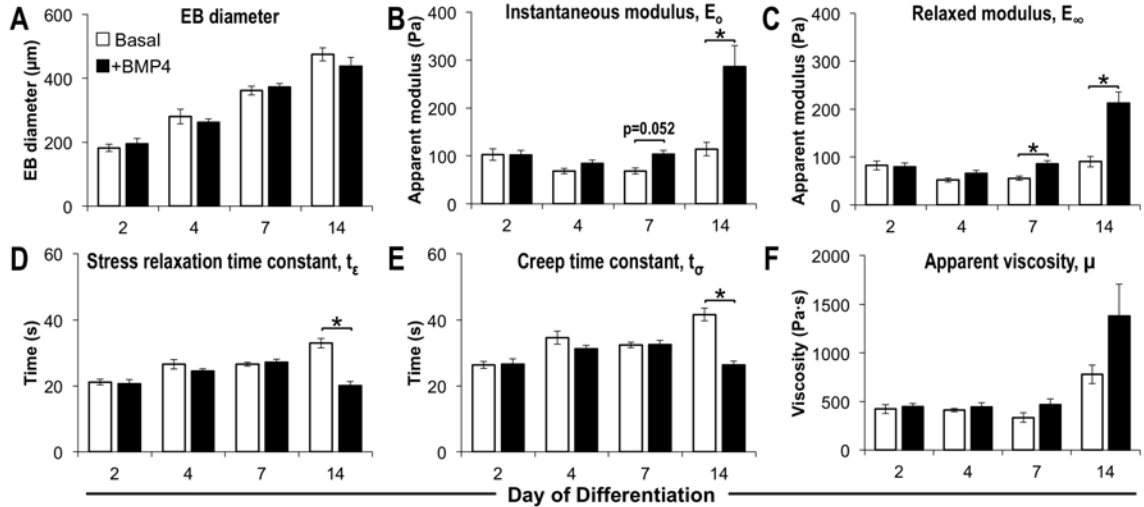 A
EB diameter
EB diameter (μm)
600
400
200
0
Basal
+BMP4
2
4
7
14
B
Instantaneous modulus, Eo
Apparent modulus (Pa)
400
300
200
100
0
p=0.052
*
2
4
7
14
C
Relaxed modulus, E∞
Apparent modulus (Pa)
400
300
200
100
0
*
*
2
4
7
14
D
Stress relaxation time constant, tε
Time (s)
60
40
20
0
*
2
4
7
14
E
Creep time constant, tσ
Time (s)
60
40
20
0
*
2
4
7
14
F
Apparent viscosity, μ
Viscosity (Pa·s)
2000
1500
1000
500
0
2
4
7
14
Day of Differentiation